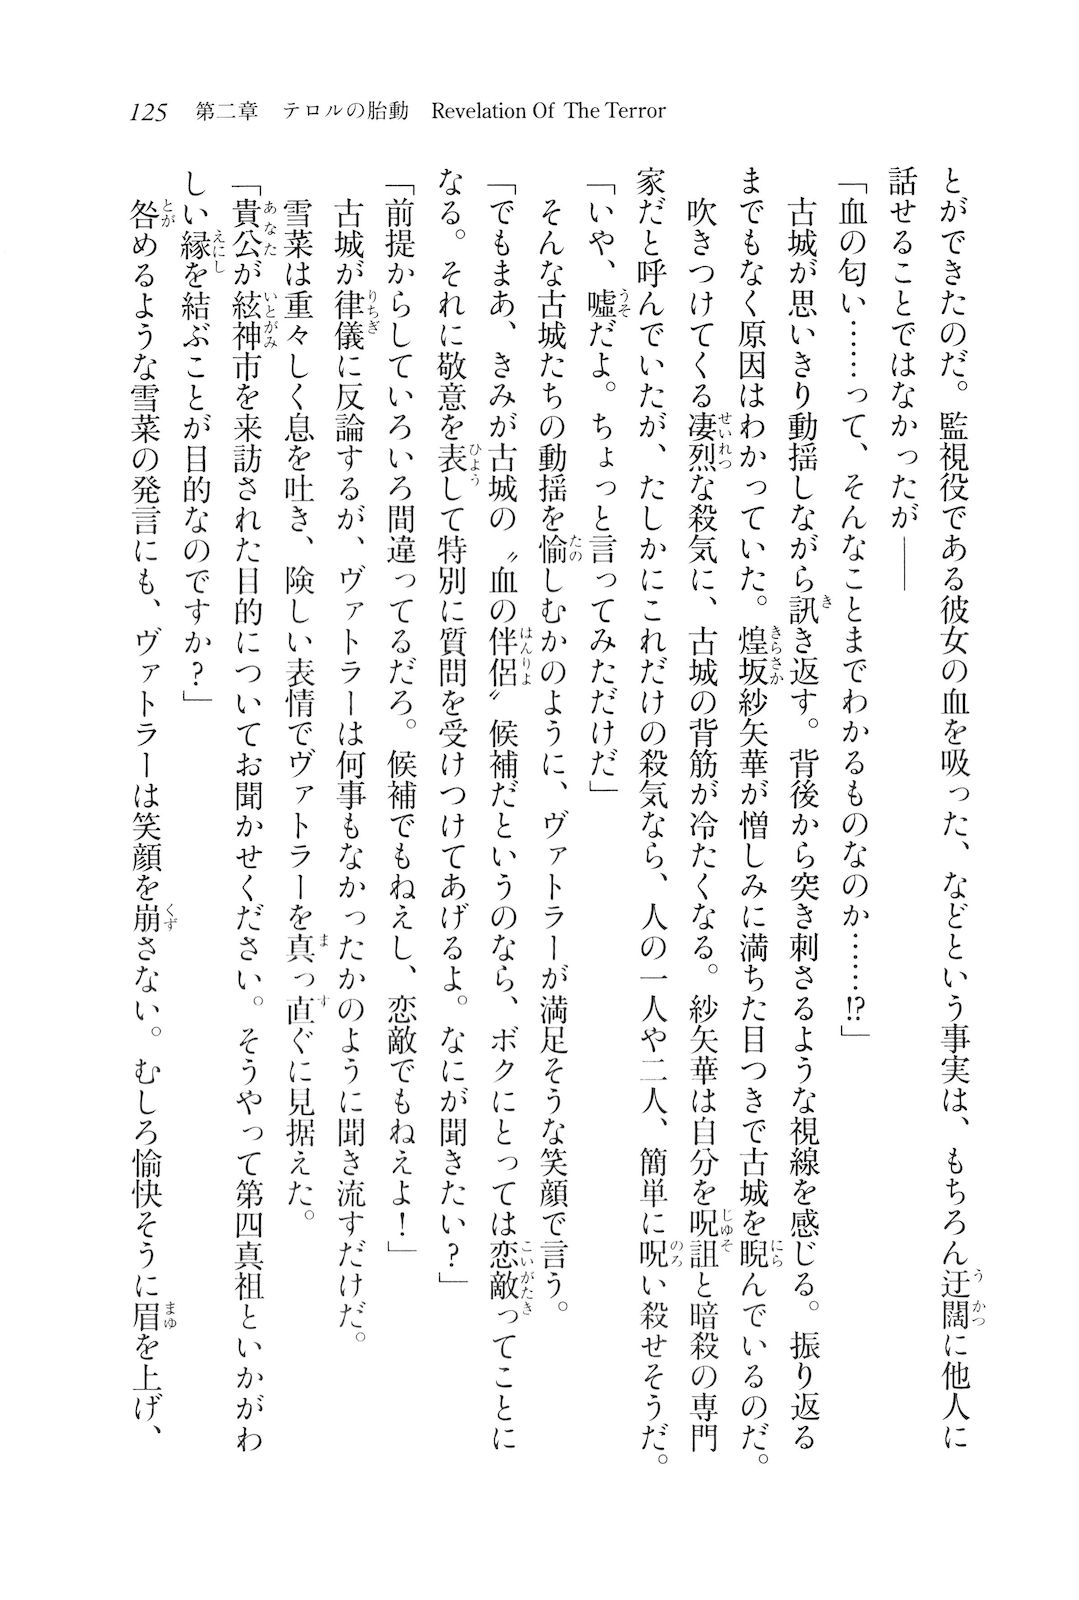 125　第二章　テロルの胎動　Revelation Of The Terror
とができたのだ。監視役である彼女の血を吸った、などという事実は、もちろん迂闊に他人に
話せることではなかったが――
「血の匂い……って、そんなことまでわかるものなのか……!?」
　古城が思いきり動揺しながら訊き返す。背後から突き刺さるような視線を感じる。振り返る
までもなく原因はわかっていた。煌坂紗矢華が憎しみに満ちた目つきで古城を睨んでいるのだ。
　吹きつけてくる凄烈な殺気に、古城の背筋が冷たくなる。紗矢華は自分を呪詛と暗殺の専門
家だと呼んでいたが、たしかにこれだけの殺気なら、人の一人や二人、簡単に呪い殺せそうだ。
「いや、嘘だよ。ちょっと言ってみただけだ」
　そんな古城たちの動揺を愉しむかのように、ヴァトラーが満足そうな笑顔で言う。
「でもまあ、きみが古城の〝血の伴侶〟候補だというのなら、ボクにとっては恋敵ってことに
なる。それに敬意を表して特別に質問を受けつけてあげるよ。なにが聞きたい?」
「前提からしていろいろ間違ってるだろ。候補でもねえし、恋敵でもねえよ!」
　古城が律儀に反論するが、ヴァトラーは何事もなかったかのように聞き流すだけだ。
　雪菜は重々しく息を吐き、険しい表情でヴァトラーを真っ直ぐに見据えた。
「貴公が絃神市を来訪された目的についてお聞かせください。そうやって第四真祖といかがわ
しい縁を結ぶことが目的なのですか?」
　咎めるような雪菜の発言にも、ヴァトラーは笑顔を崩さない。むしろ愉快そうに眉を上げ、